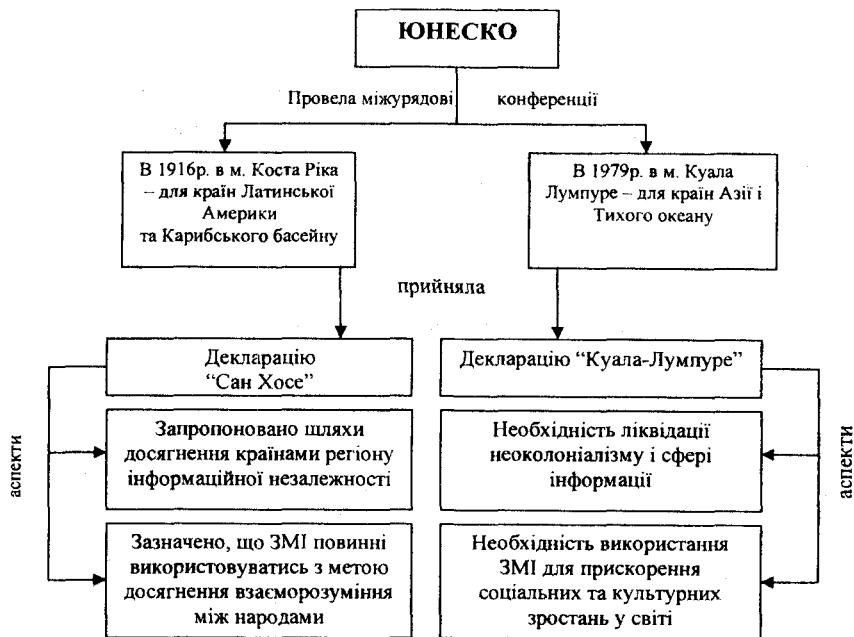 ЮНЕСКО
Провела міжурядові конференції
В 1916р. в м. Коста Ріка
– для країн Латинської
Америки
та Карибського басейну
В 1979р. в м. Куала
Лумпуре – для країн Азії і
Тихого океану
прийняла
Декларацію
“Сан Хосе”
Декларацію “Куала-Лумпуре”
аспекти
Запропоновано шляхи
досягнення країнами регіону
інформаційної незалежності
Зазначено, що ЗМІ повинні
використовуватись з метою
досягнення взаєморозуміння
між народами
Необхідність ліквідації
неоколоніалізму і сфері
інформації
Необхідність використання
ЗМІ для прискорення
соціальних та культурних
зростань у світі
аспекти